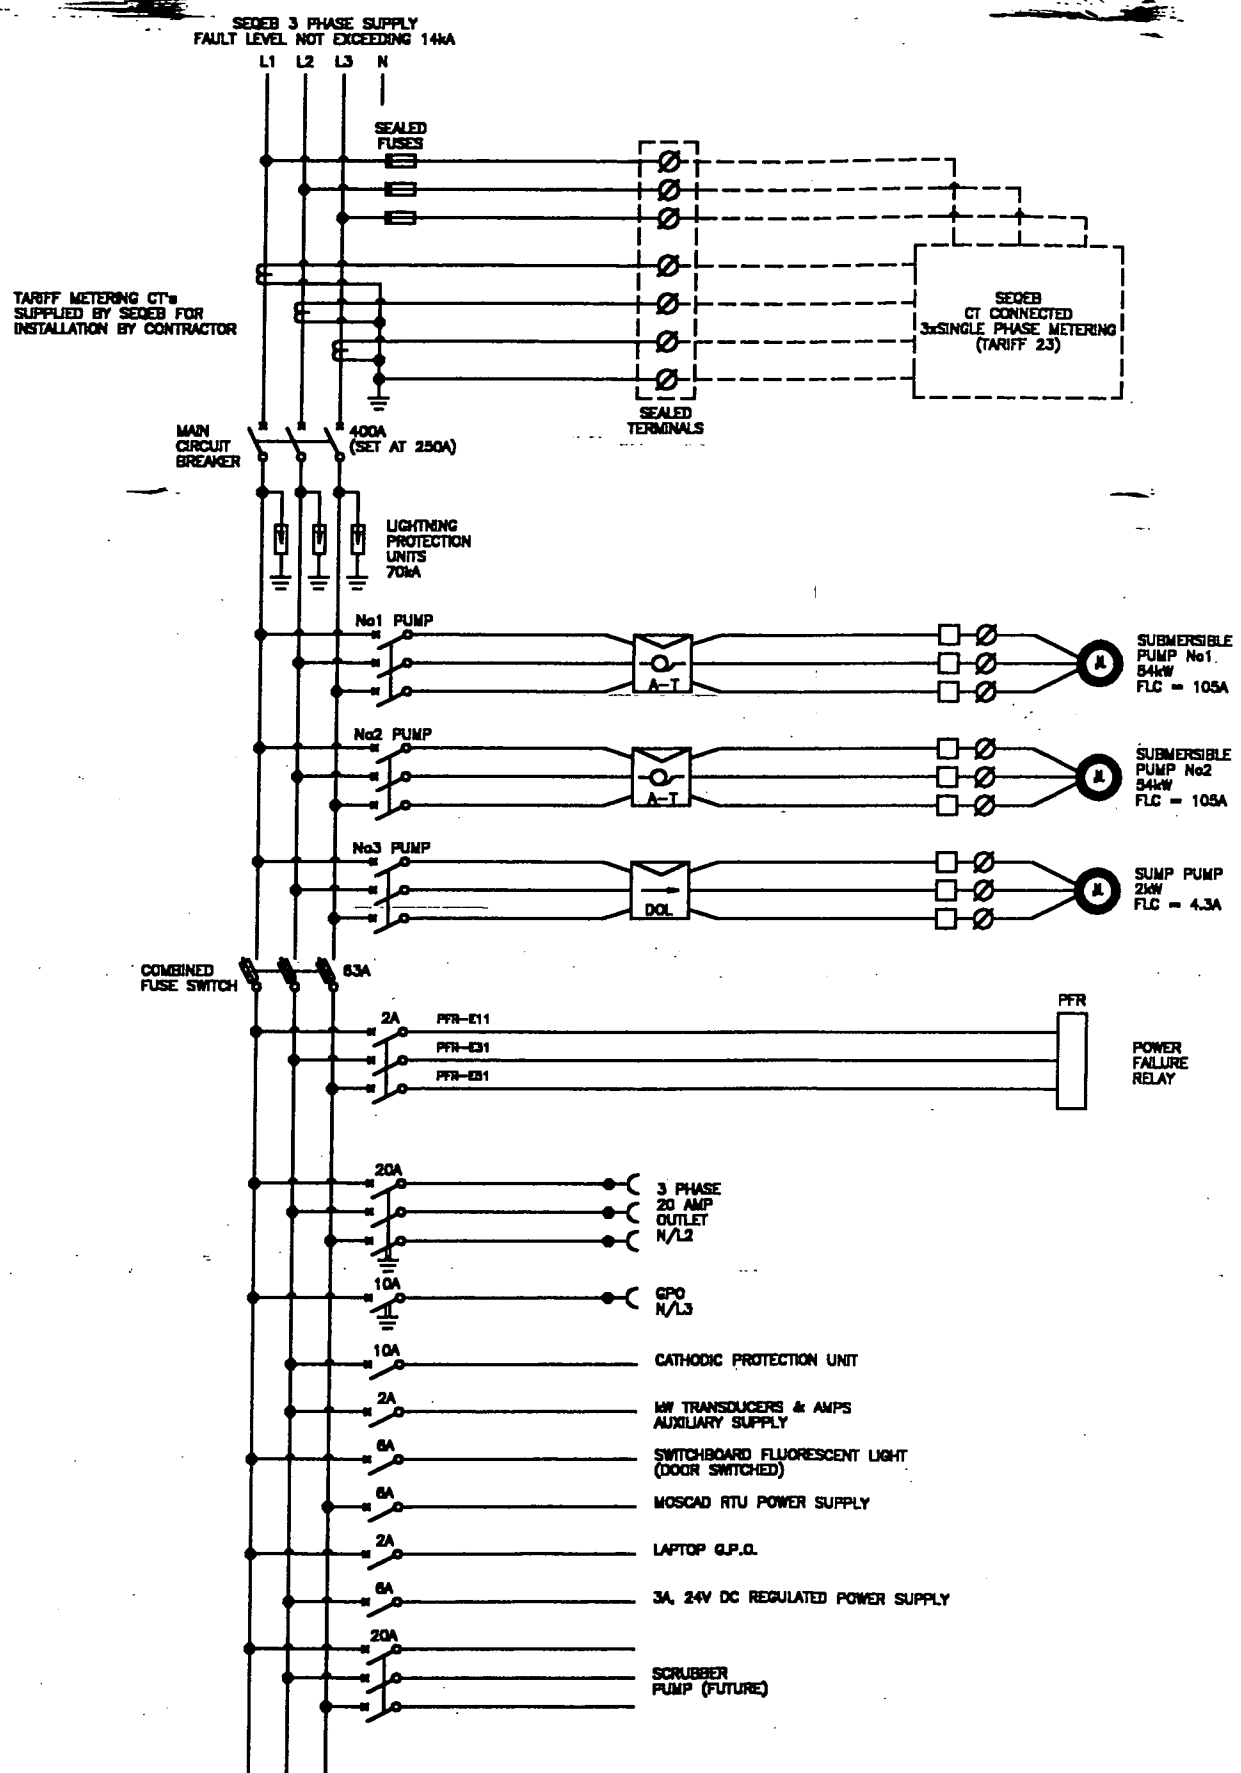 SEQEB 3 PHASE SUPPLY
FAULT LEVEL NOT EXCEEDING 14kA
L1 L2 L3 N
SEALED
FUSES
TARIFF METERING CT's
SUPPLIED BY SEQEB FOR
INSTALLATION BY CONTRACTOR
SEQEB
CT CONNECTED
3xSINGLE PHASE METERING
(TARIFF 23)
SEALED
TERMINALS
MAIN
CIRCUIT
BREAKER
400A
(SET AT 250A)
LIGHTNING
PROTECTION
UNITS
70kA
No1 PUMP
A-T
SUBMERSIBLE
PUMP No1
54kW
FLC = 105A
No2 PUMP
A-T
SUBMERSIBLE
PUMP No2
54kW
FLC = 105A
No3 PUMP
DOL
SUMP PUMP
2kW
FLC = 4.3A
COMBINED
FUSE SWITCH
63A
2A
PFR-E11
PFR-E31
PFR-E51
PFR
POWER
FAILURE
RELAY
20A
3 PHASE
20 AMP
OUTLET
N/L2
10A
GPO
N/L3
10A
CATHODIC PROTECTION UNIT
2A
kW TRANSDUCERS & AMPS
AUXILIARY SUPPLY
6A
SWITCHBOARD FLUORESCENT LIGHT
(DOOR SWITCHED)
6A
MOSCAD RTU POWER SUPPLY
2A
LAPTOP G.P.O.
6A
3A, 24V DC REGULATED POWER SUPPLY
20A
SCRUBBER
PUMP (FUTURE)